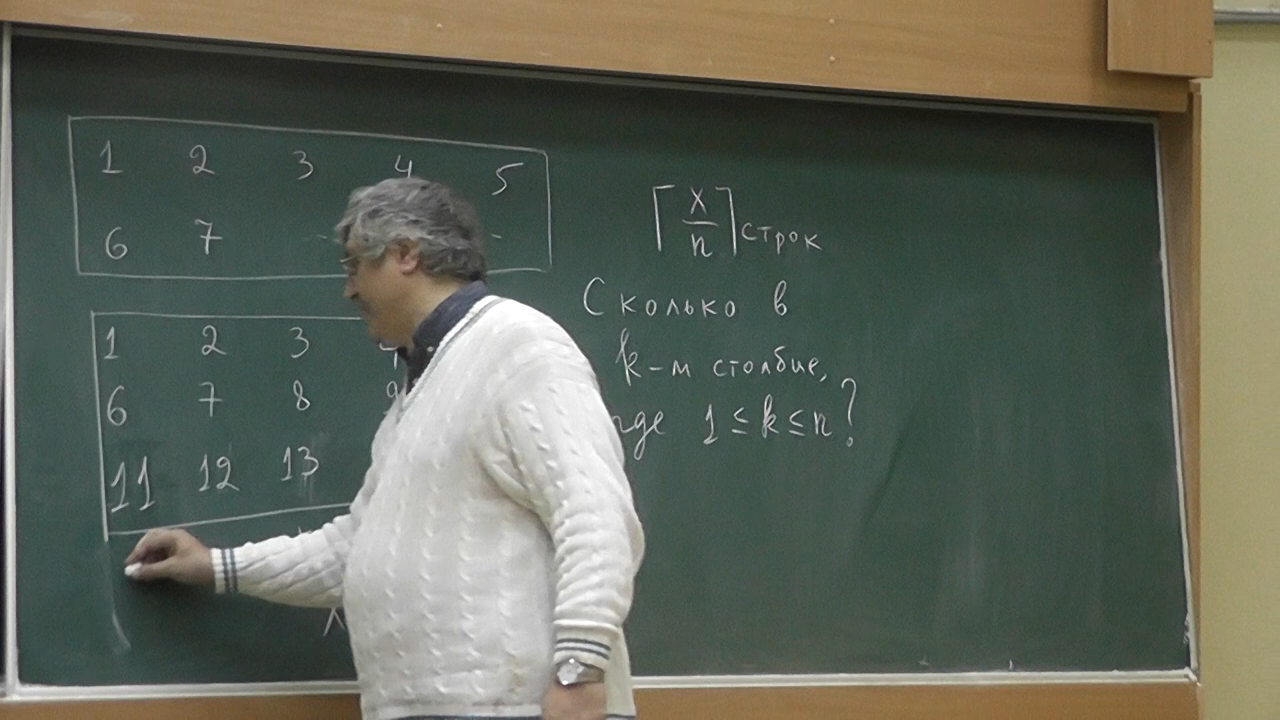 1 2 3 4 5
6 7
1 2 3
6 7 8 9
11 12 13
⌈x/n⌉ строк
Сколько в
k-м столбце,
где 1 ≤ k ≤ n?